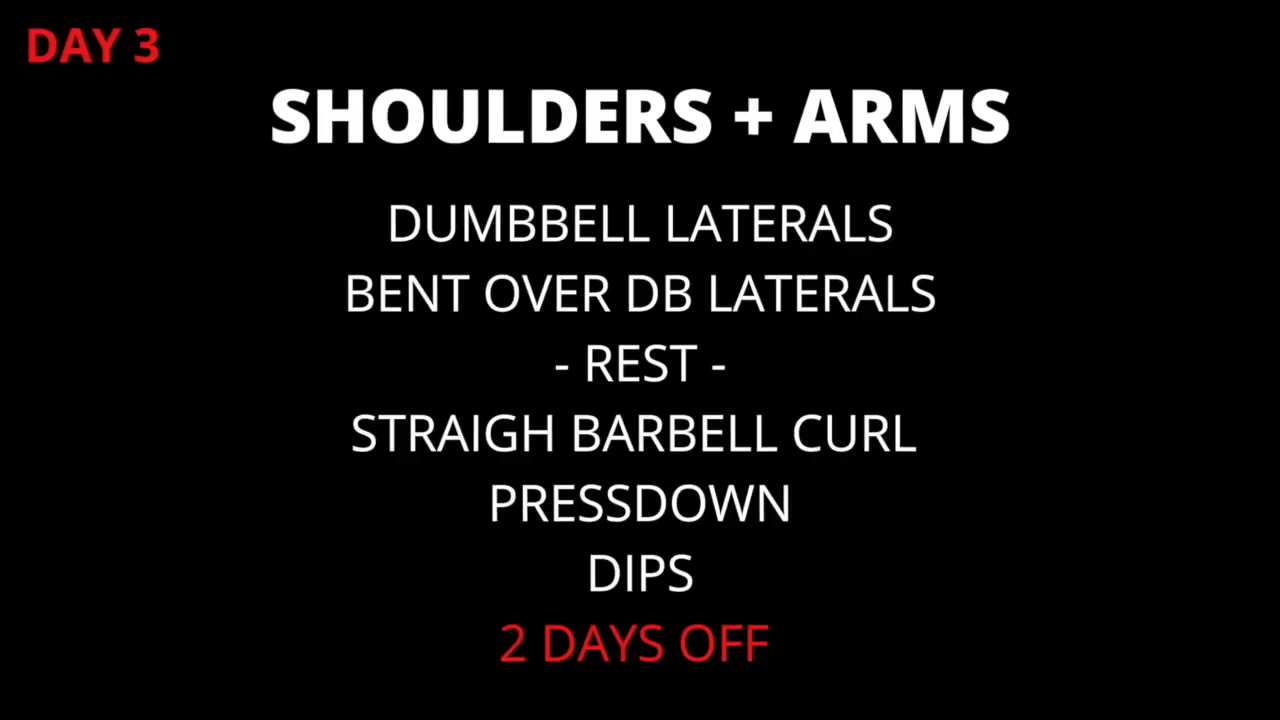 DAY 3
SHOULDERS + ARMS
DUMBBELL LATERALS
BENT OVER DB LATERALS
- REST -
STRAIGH BARBELL CURL
PRESSDOWN
DIPS
2 DAYS OFF